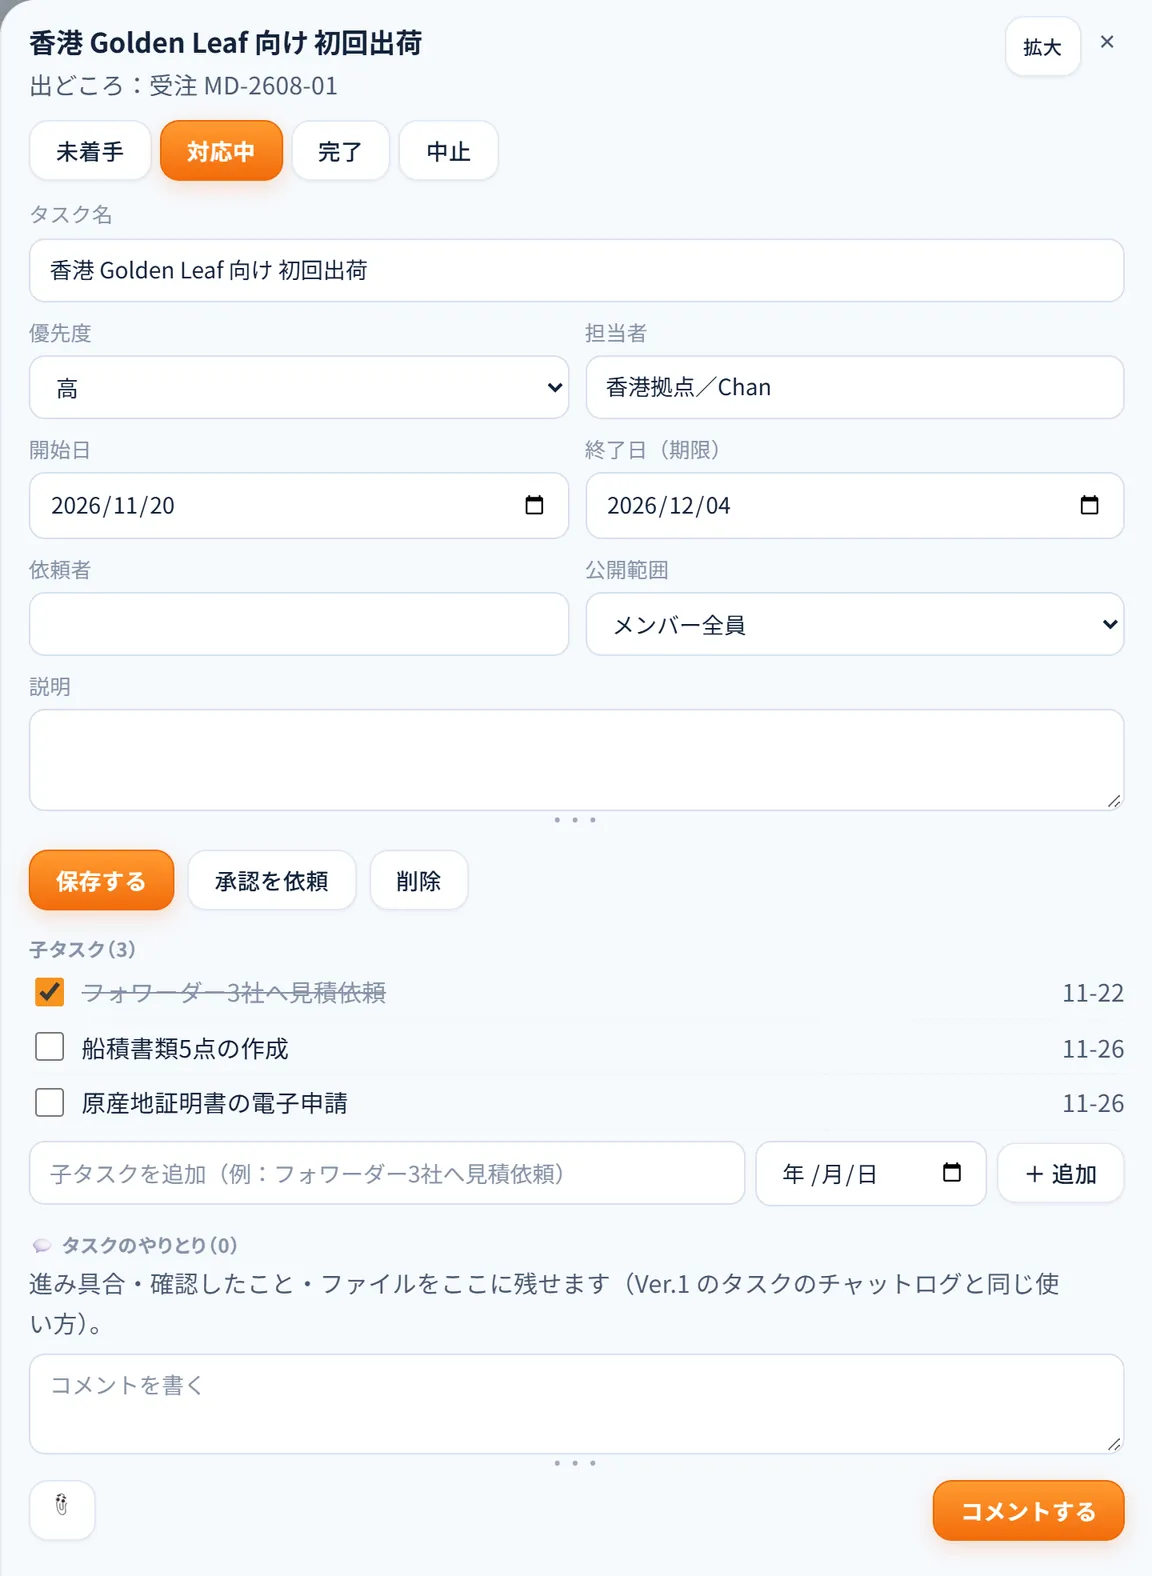 香港 Golden Leaf 向け 初回出荷
拡大 ×
出どころ：受注 MD-2608-01
未着手 対応中 完了 中止
タスク名
香港 Golden Leaf 向け 初回出荷
優先度 担当者
高 香港拠点／Chan
開始日 終了日（期限）
2026/11/20 2026/12/04
依頼者 公開範囲
メンバー全員
説明
保存する 承認を依頼 削除
子タスク（3）
フォワーダー3社へ見積依頼 11-22
船積書類5点の作成 11-26
原産地証明書の電子申請 11-26
子タスクを追加（例：フォワーダー3社へ見積依頼） 年 /月/日 ＋ 追加
タスクのやりとり（0）
進み具合・確認したこと・ファイルをここに残せます（Ver.1 のタスクのチャットログと同じ使
い方）。
コメントを書く
コメントする